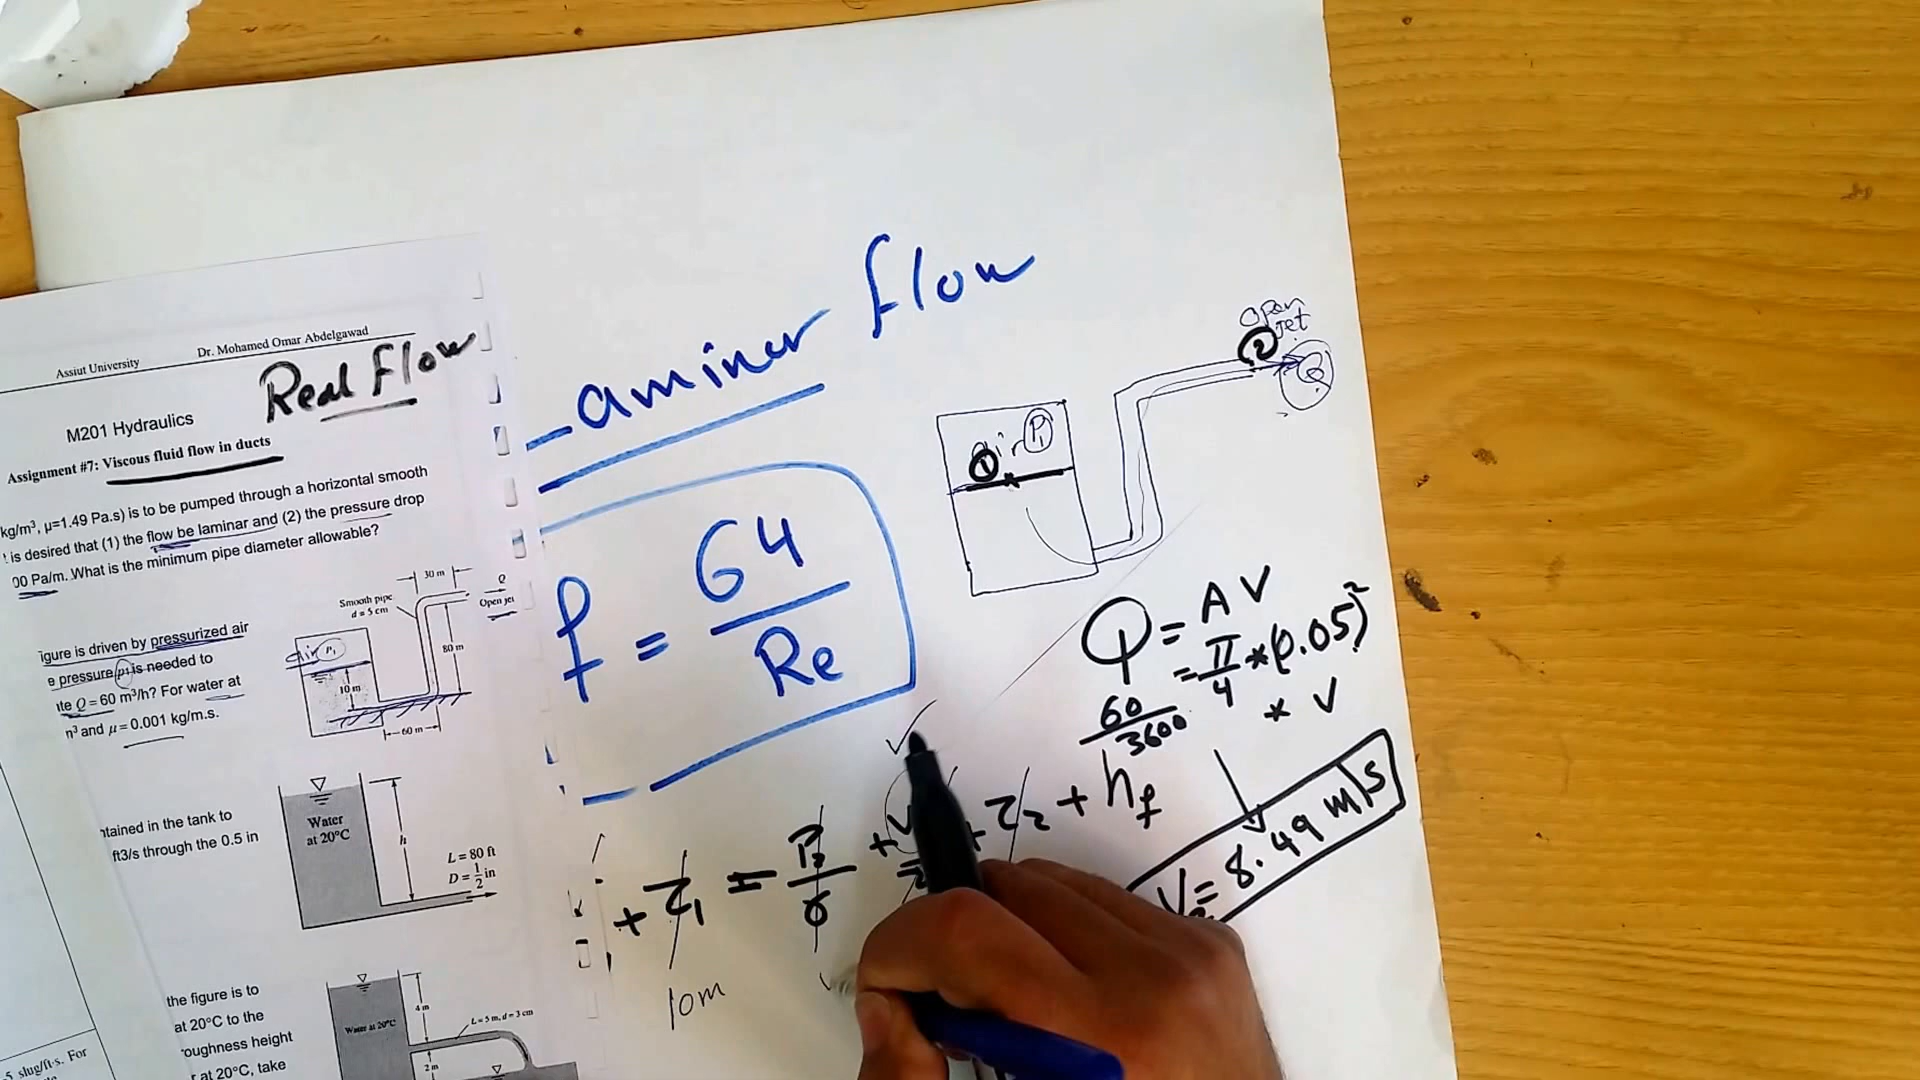 Assiut University
Dr. Mohamed Omar Abdelgawad
Real Flow
M201 Hydraulics
Assignment #7: Viscous fluid flow in ducts
kg/m³, μ=1.49 Pa.s) is to be pumped through a horizontal smooth
t is desired that (1) the flow be laminar and (2) the pressure drop
00 Pa/m. What is the minimum pipe diameter allowable?
30 m
Q
Smooth pipe
d = 5 cm
Open jet
80 m
air P₁
10 m
60 m
igure is driven by pressurized air
e pressure p1 is needed to
ate Q = 60 m³/h? For water at
n³ and μ = 0.001 kg/m.s.
ntained in the tank to
ft3/s through the 0.5 in
Water
at 20°C
h
L = 80 ft
D = 1/2 in
the figure is to
at 20°C to the
roughness height
r at 20°C, take
5 slug/ft·s. For
4 m
Water at 20°C
L = 5 m, d = 3 cm
2 m
aminer flow
f = 64/Re
Open
Jet
2
Q
air P₁
1
Q = A V
60/3600 = π/4 * (0.05)²
* V
V₂ = 8.49 m/s
+ Z₁ = P₂/γ + V + Z₂ + h_f
10m